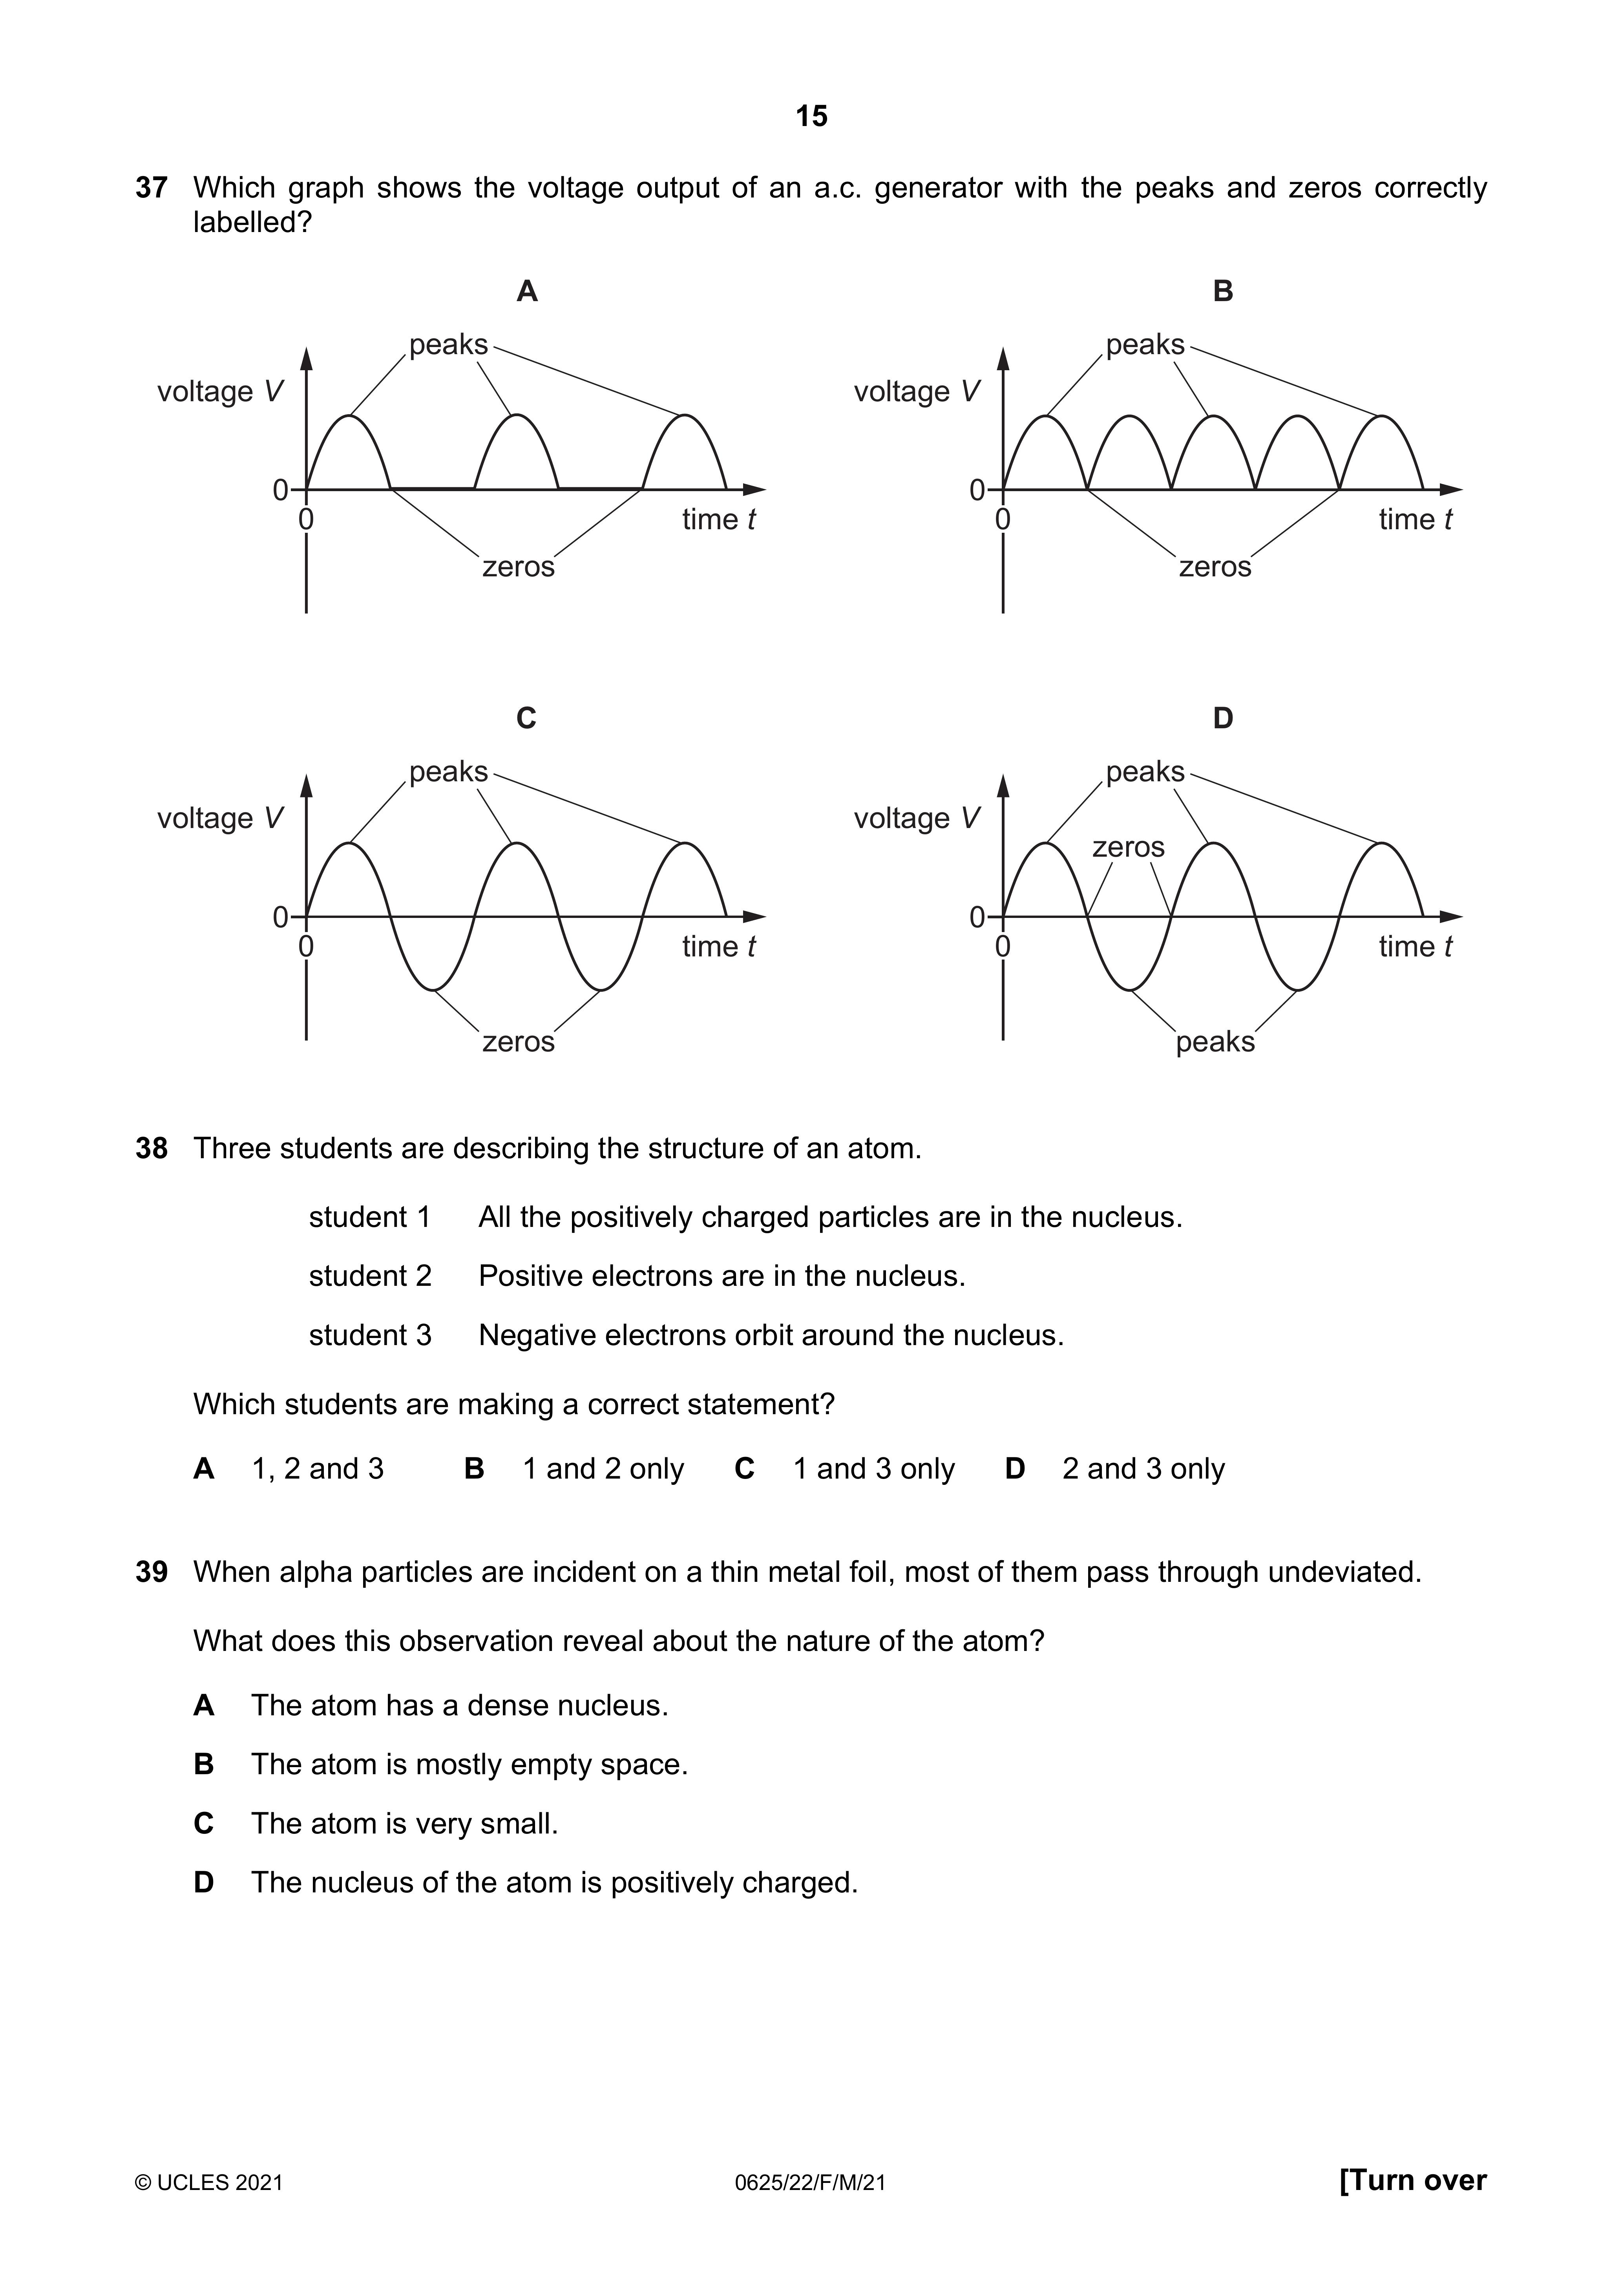 15
37 Which graph shows the voltage output of an a.c. generator with the peaks and zeros correctly
labelled?
A
peaks
voltage V
0
0
time t
zeros
B
peaks
voltage V
0
0
time t
zeros
C
peaks
voltage V
0
0
time t
zeros
D
peaks
voltage V
zeros
0
0
time t
peaks
38 Three students are describing the structure of an atom.
student 1 All the positively charged particles are in the nucleus.
student 2 Positive electrons are in the nucleus.
student 3 Negative electrons orbit around the nucleus.
Which students are making a correct statement?
A 1, 2 and 3 B 1 and 2 only C 1 and 3 only D 2 and 3 only
39 When alpha particles are incident on a thin metal foil, most of them pass through undeviated.
What does this observation reveal about the nature of the atom?
A The atom has a dense nucleus.
B The atom is mostly empty space.
C The atom is very small.
D The nucleus of the atom is positively charged.
© UCLES 2021 0625/22/F/M/21 [Turn over